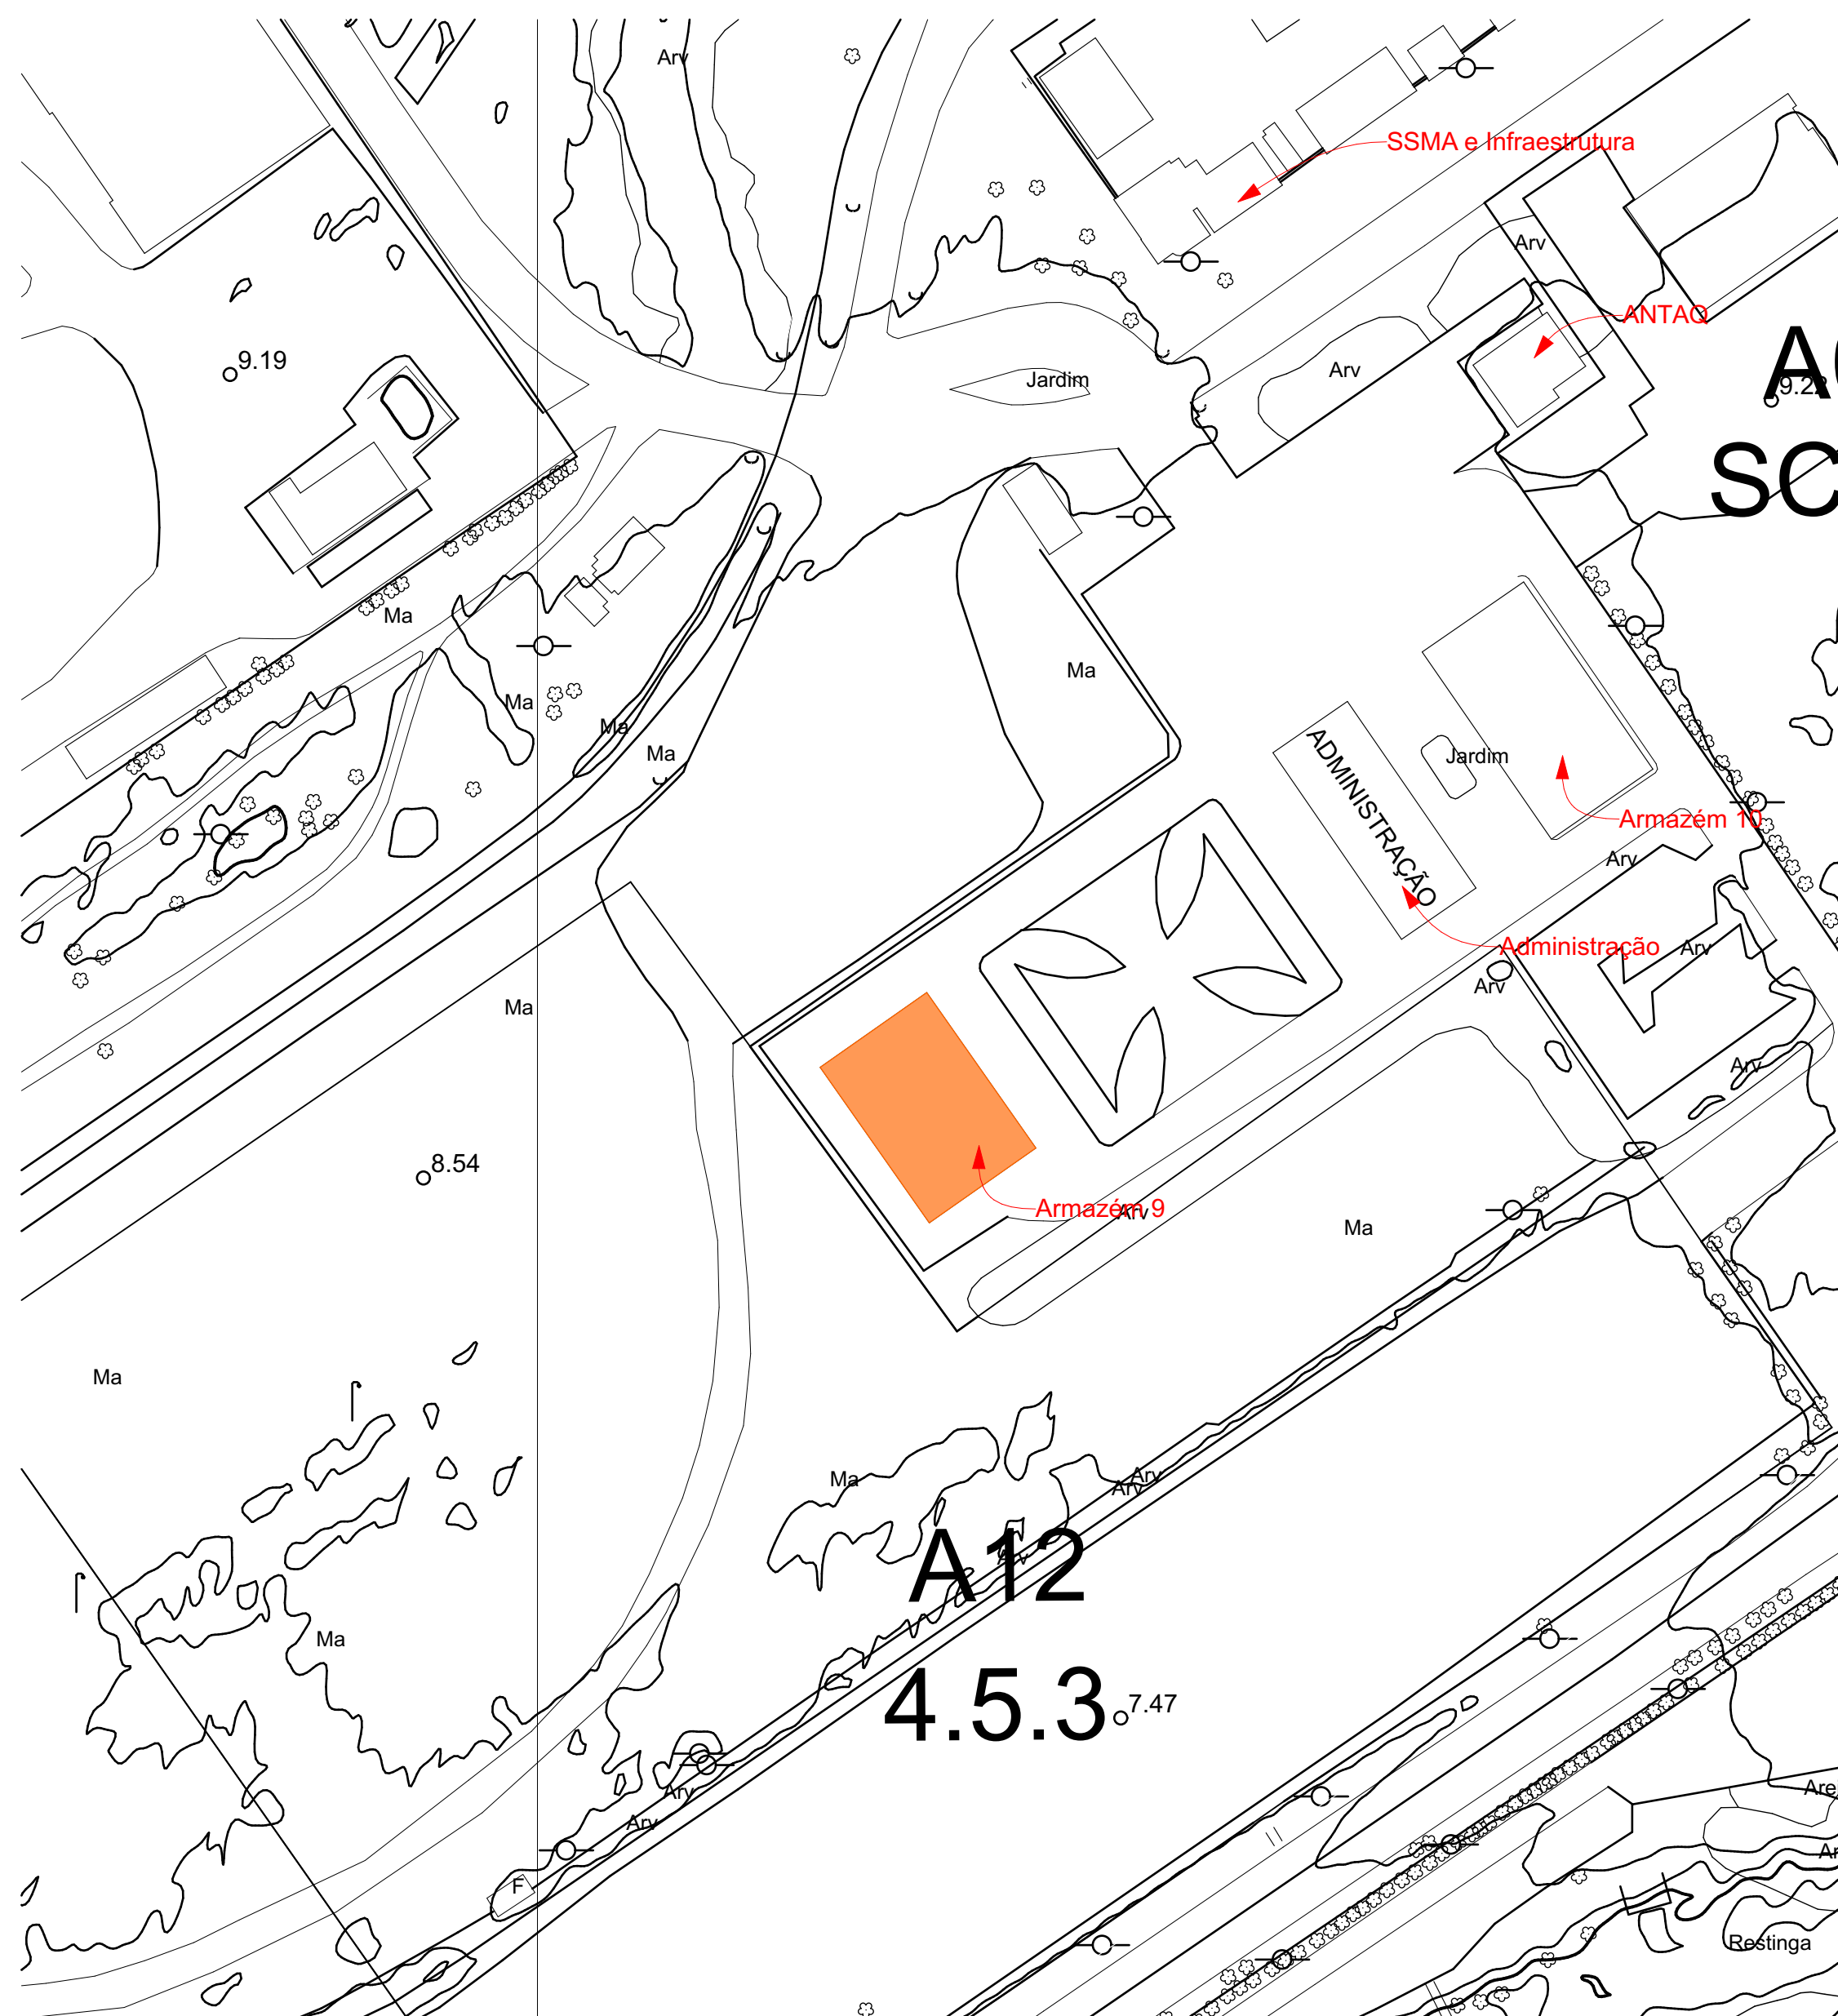 Arv
SSMA e Infraestrutura
Arv
ANTAQ
9.19
Jardim
Arv
9.22
SC
Ma
Ma
Ma
Ma
Ma
ADMINISTRAÇÃO
Jardim
Armazém 10
Arv
Administração
Arv
Arv
Ma
Arv
8.54
Armazém 9
Arv
Ma
Ma
Ma
Arv
Arv
A12
Arv
Ma
4.5.3
7.47
Arv
Arv
F
Restinga